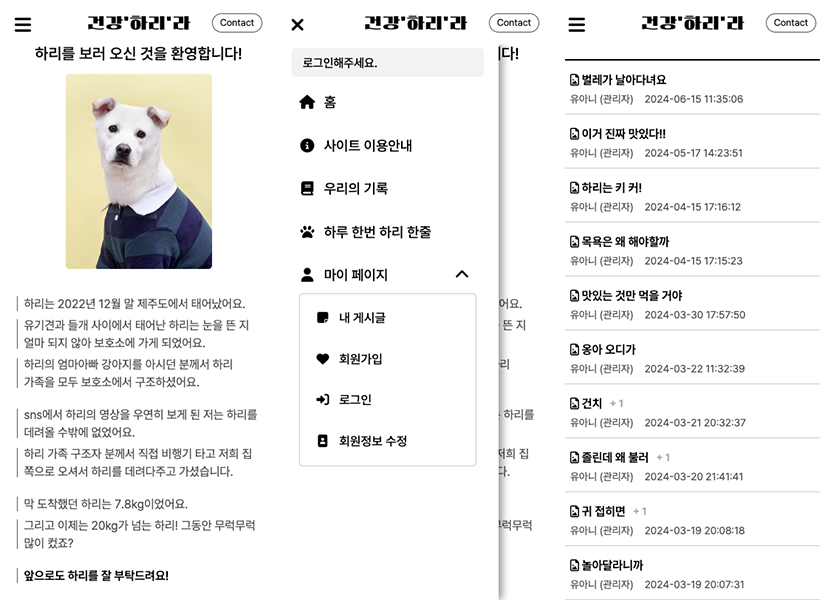 건강'하리'라
Contact
하리를 보러 오신 것을 환영합니다!
하리는 2022년 12월 말 제주도에서 태어났어요.
유기견과 들개 사이에서 태어난 하리는 눈을 뜬 지
얼마 되지 않아 보호소에 가게 되었어요.
하리의 엄마아빠 강아지를 아시던 분께서 하리
가족을 모두 보호소에서 구조하셨어요.
sns에서 하리의 영상을 우연히 보게 된 저는 하리를
데려올 수밖에 없었어요.
하리 가족 구조자 분께서 직접 비행기 타고 저희 집
쪽으로 오셔서 하리를 데려다주고 가셨습니다.
막 도착했던 하리는 7.8kg이었어요.
그리고 이제는 20kg가 넘는 하리! 그동안 무럭무럭
많이 컸죠?
앞으로도 하리를 잘 부탁드려요!
건강'하리'라
Contact
다!
로그인해주세요.
홈
사이트 이용안내
우리의 기록
하루 한번 하리 한줄
마이 페이지
내 게시글
회원가입
로그인
회원정보 수정
어요.
뜬 지
리
는 하리를
저희 집
다.
무럭무럭
건강'하리'라
Contact
벌레가 날아다녀요
유아니 (관리자) 2024-06-15 11:35:06
이거 진짜 맛있다!!
유아니 (관리자) 2024-05-17 14:23:51
하리는 키 커!
유아니 (관리자) 2024-04-15 17:16:12
목욕은 왜 해야할까
유아니 (관리자) 2024-04-15 17:15:23
맛있는 것만 먹을 거야
유아니 (관리자) 2024-03-30 17:57:50
옹아 오디가
유아니 (관리자) 2024-03-22 11:32:39
건치 + 1
유아니 (관리자) 2024-03-21 20:32:37
졸린데 왜 불러 + 1
유아니 (관리자) 2024-03-20 21:41:41
귀 접히면 + 1
유아니 (관리자) 2024-03-19 20:08:18
놀아달라니까
유아니 (관리자) 2024-03-19 20:07:31